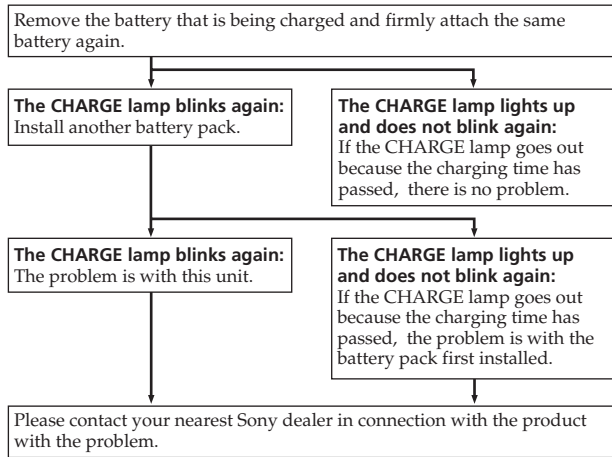 Remove the battery that is being charged and firmly attach the same
battery again.
The CHARGE lamp blinks again:
Install another battery pack.
The CHARGE lamp lights up
and does not blink again:
If the CHARGE lamp goes out
because the charging time has
passed, there is no problem.
The CHARGE lamp blinks again:
The problem is with this unit.
The CHARGE lamp lights up
and does not blink again:
If the CHARGE lamp goes out
because the charging time has
passed, the problem is with the
battery pack first installed.
Please contact your nearest Sony dealer in connection with the product
with the problem.